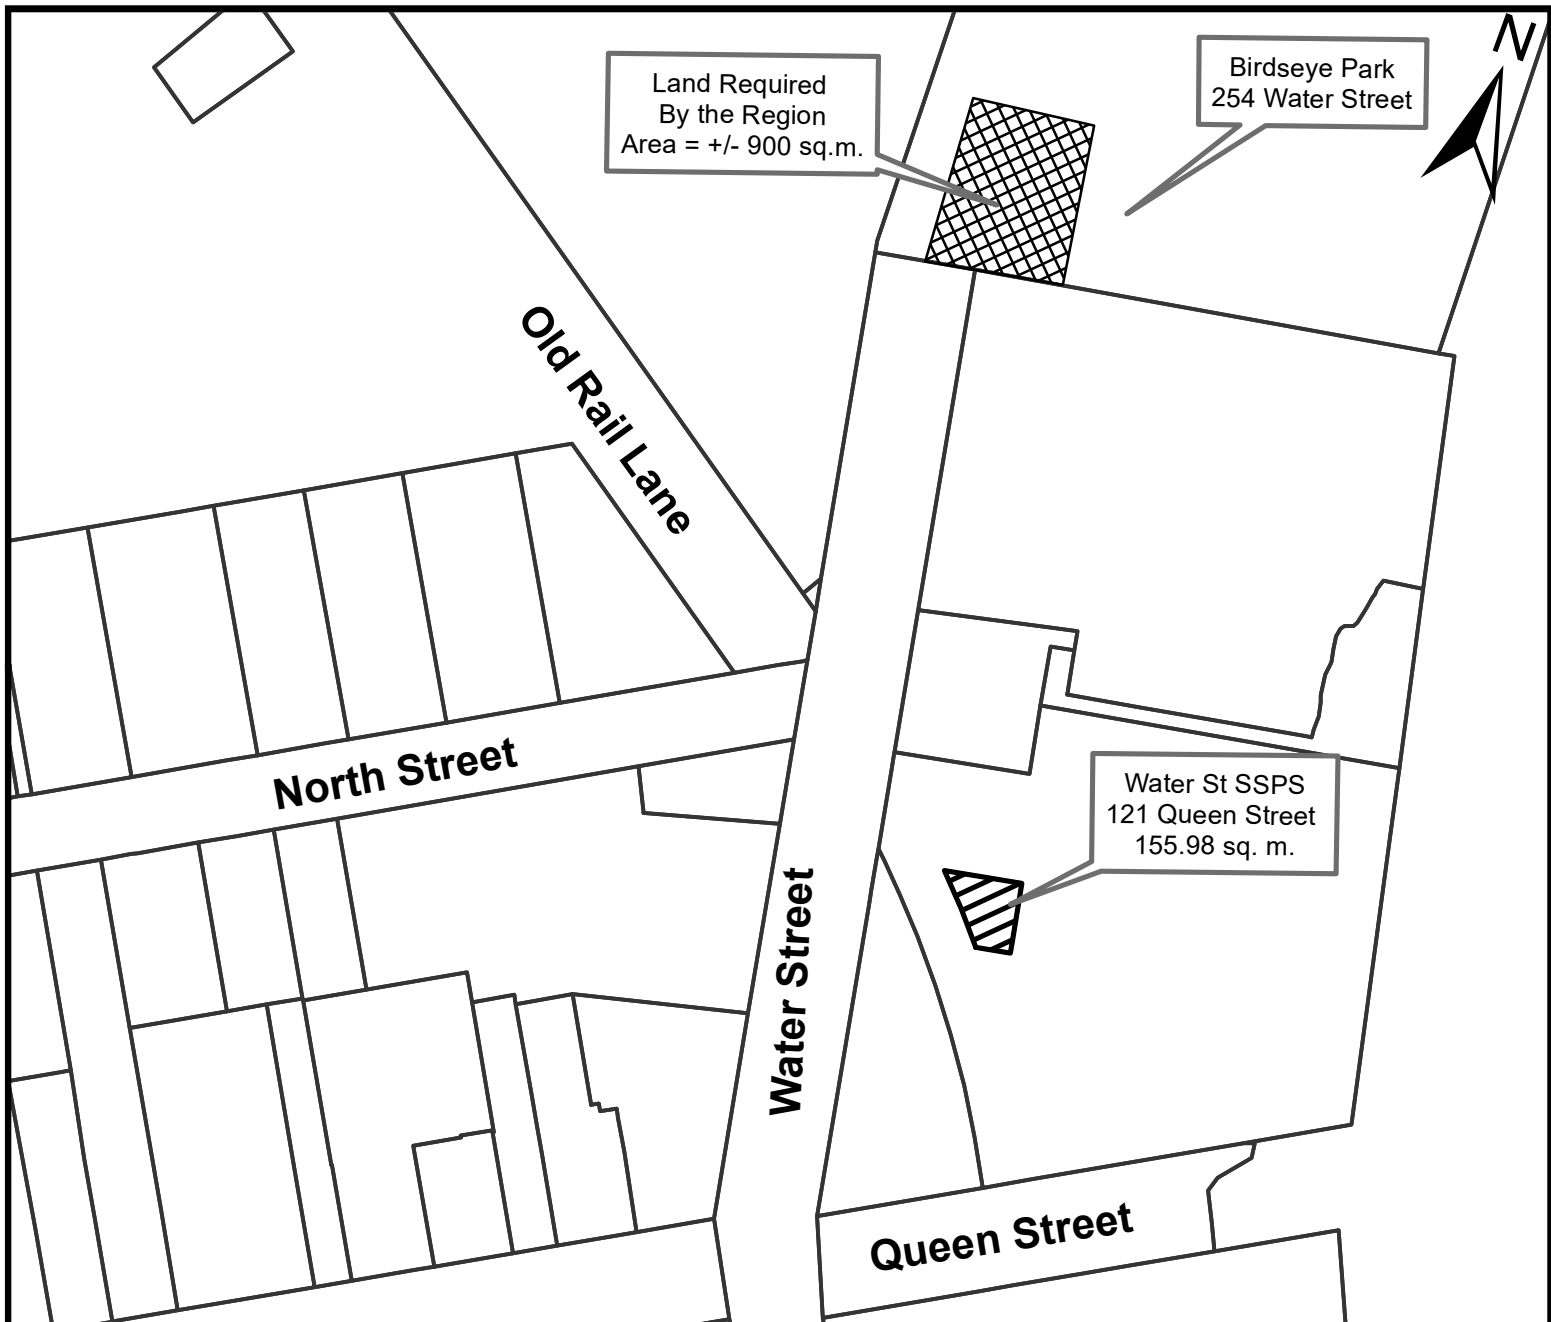 N
Land Required
By the Region
Area = +/- 900 sq.m.
Birdseye Park
254 Water Street
Old Rail Lane
North Street
Water St SSPS
121 Queen Street
155.98 sq. m.
Water Street
Queen Street